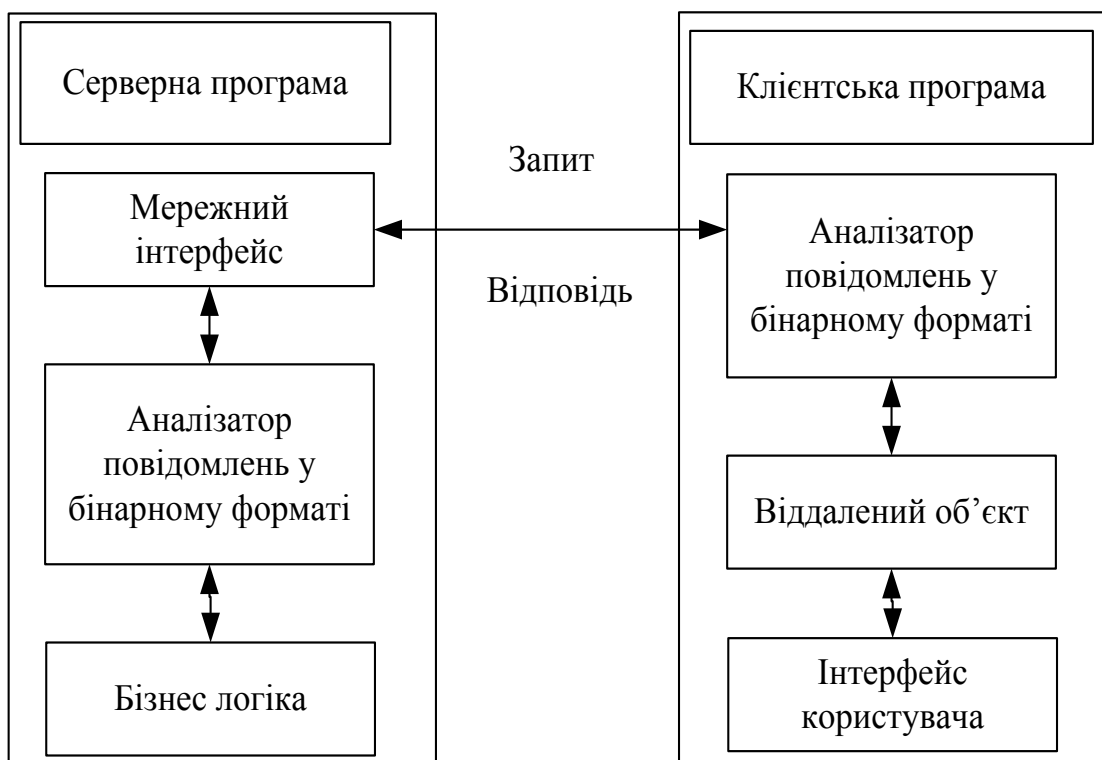 Серверна програма
Мережний
інтерфейс
Аналізатор
повідомлень у
бінарному форматі
Бізнес логіка
Запит
Відповідь
Клієнтська програма
Аналізатор
повідомлень у
бінарному форматі
Віддалений об’єкт
Інтерфейс
користувача